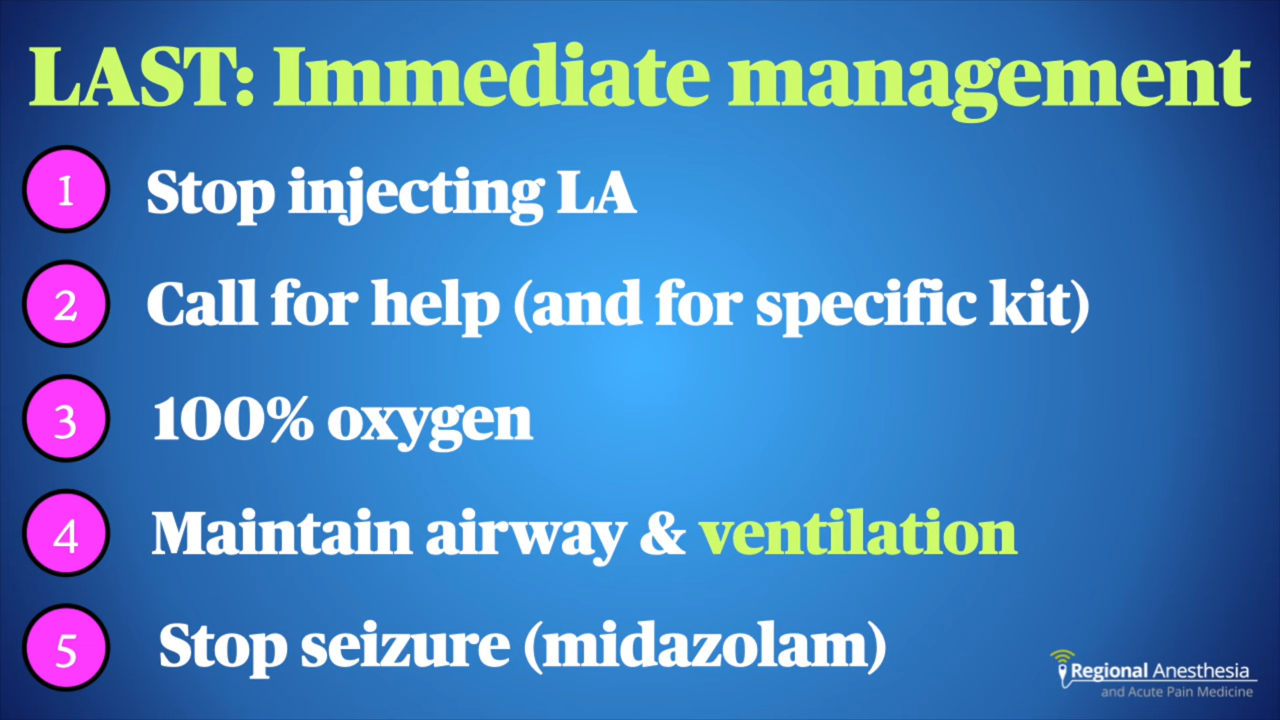 LAST: Immediate management
1 Stop injecting LA
2 Call for help (and for specific kit)
3 100% oxygen
4 Maintain airway & ventilation
5 Stop seizure (midazolam)
Regional Anesthesia
and Acute Pain Medicine